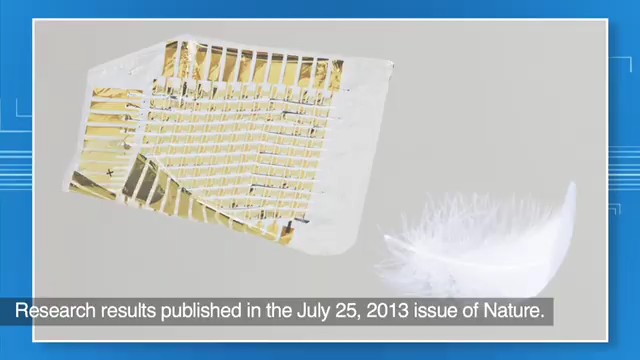 Research results published in the July 25, 2013 issue of Nature.